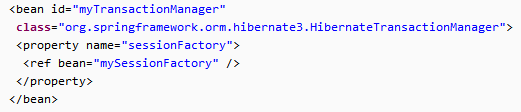 <bean id="myTransactionManager"
class="org.springframework.orm.hibernate3.HibernateTransactionManager">
<property name="sessionFactory">
<ref bean="mySessionFactory" />
</property>
</bean>